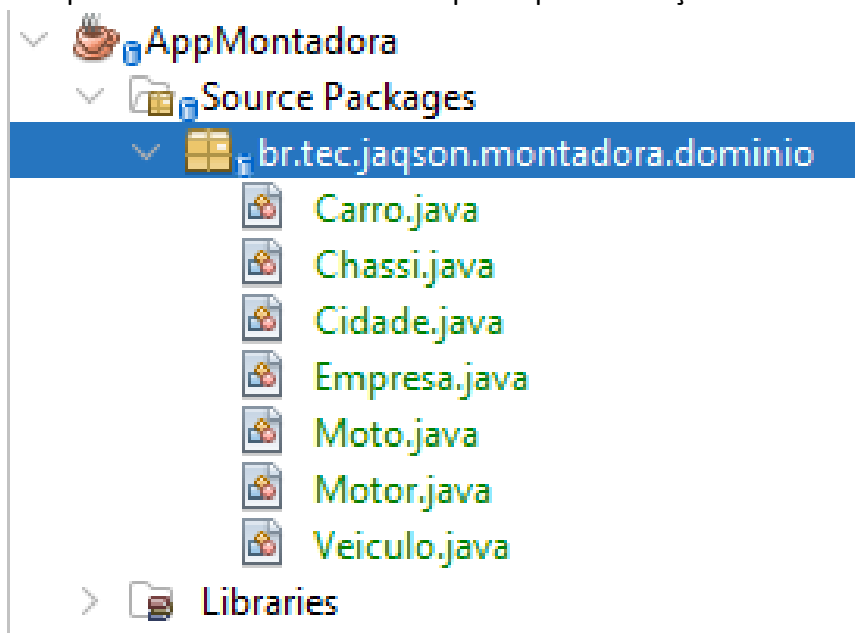 AppMontadora
Source Packages
br.tec.jaqson.montadora.dominio
Carro.java
Chassi.java
Cidade.java
Empresa.java
Moto.java
Motor.java
Veiculo.java
Libraries